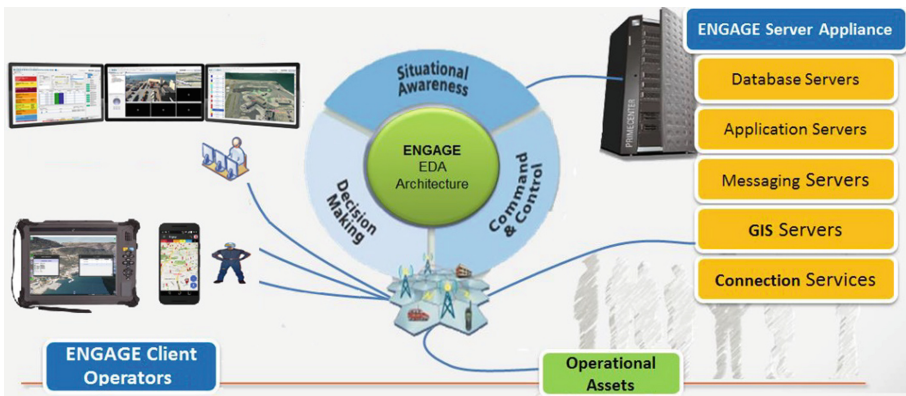 ENGAGE Server Appliance
Database Servers
Application Servers
Messaging Servers
GIS Servers
Connection Services
PRIMECENTER
Situational
Awareness
ENGAGE
EDA
Architecture
Decision
Making
Command
& Control
ENGAGE Client
Operators
Operational
Assets